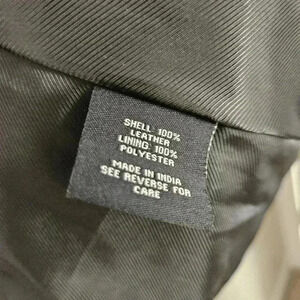 SHELL: 100%
LEATHER
LINING: 100%
POLYESTER
MADE IN INDIA
SEE REVERSE FOR
CARE